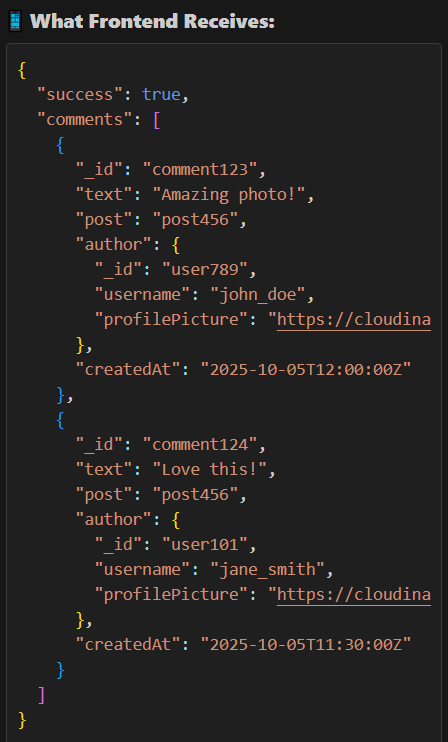 What Frontend Receives:
{
"success": true,
"comments": [
{
"_id": "comment123",
"text": "Amazing photo!",
"post": "post456",
"author": {
"_id": "user789",
"username": "john_doe",
"profilePicture": "https://cloudina
},
"createdAt": "2025-10-05T12:00:00Z"
},
{
"_id": "comment124",
"text": "Love this!",
"post": "post456",
"author": {
"_id": "user101",
"username": "jane_smith",
"profilePicture": "https://cloudina
},
"createdAt": "2025-10-05T11:30:00Z"
}
]
}